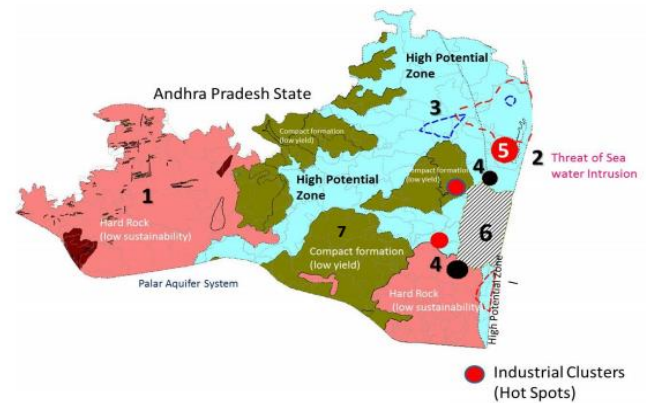 High Potential
Zone
Andhra Pradesh State
3
Compact formation
(low yield)
5
2
Threat of Sea
water Intrusion
4
ompact formation
(low yield)
High Potential
Zone
1
Hard Rock
(low sustainability)
6
7
Compact formation
(low yield)
4
Palar Aquifer System
Hard Rock
(low sustainability)
High Potential Zone
Industrial Clusters
(Hot Spots)